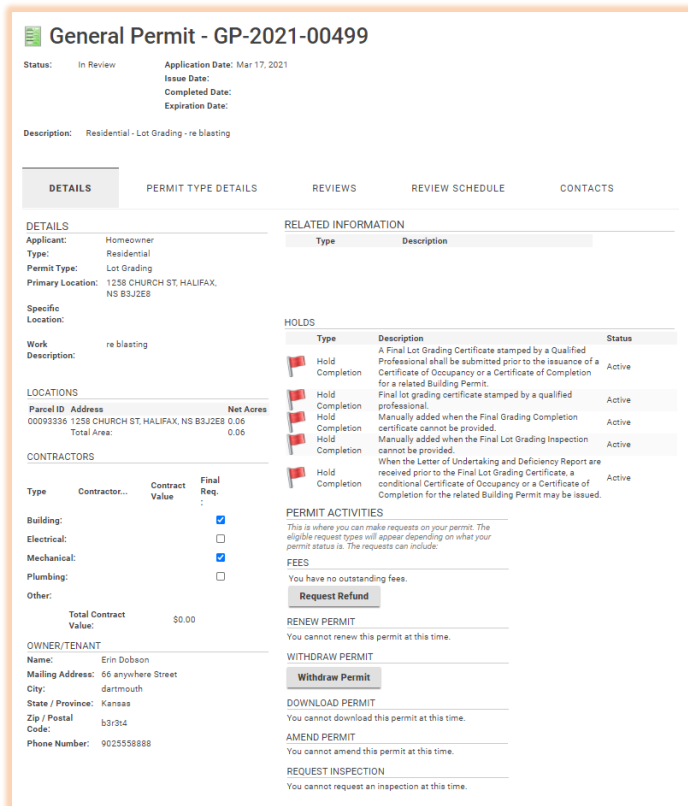 General Permit - GP-2021-00499
Status: In Review Application Date: Mar 17, 2021
Issue Date:
Completed Date:
Expiration Date:
Description: Residential - Lot Grading - re blasting
DETAILS PERMIT TYPE DETAILS REVIEWS REVIEW SCHEDULE CONTACTS
DETAILS
Applicant: Homeowner
Type: Residential
Permit Type: Lot Grading
Primary Location: 1258 CHURCH ST, HALIFAX,
NS B3J2E8
Specific
Location:
Work
Description: re blasting
LOCATIONS
Parcel ID Address Net Acres
00093336 1258 CHURCH ST, HALIFAX, NS B3J2E8 0.06
Total Area: 0.06
CONTRACTORS
Type Contractor... Contract
Value Final
Req.
:
Building:
Electrical:
Mechanical:
Plumbing:
Other:
Total Contract
Value: $0.00
OWNER/TENANT
Name: Erin Dobson
Mailing Address: 66 anywhere Street
City: dartmouth
State / Province: Kansas
Zip / Postal
Code: b3r3t4
Phone Number: 9025558888
RELATED INFORMATION
Type Description
HOLDS
Type Description Status
Hold
Completion
A Final Lot Grading Certificate stamped by a Qualified
Professional shall be submitted prior to the issuance of a
Certificate of Occupancy or a Certificate of Completion
for a related Building Permit.
Active
Hold
Completion
Final lot grading certificate stamped by a qualified
professional.
Active
Hold
Completion
Manually added when the Final Grading Completion
certificate cannot be provided.
Active
Hold
Completion
Manually added when the Final Lot Grading Inspection
cannot be provided.
Active
Hold
Completion
When the Letter of Undertaking and Deficiency Report are
received prior to the Final Lot Grading Certificate, a
conditional Certificate of Occupancy or a Certificate of
Completion for the related Building Permit may be issued.
Active
PERMIT ACTIVITIES
This is where you can make requests on your permit. The
eligible request types will appear depending on what your
permit status is. The requests can include:
FEES
You have no outstanding fees.
Request Refund
RENEW PERMIT
You cannot renew this permit at this time.
WITHDRAW PERMIT
Withdraw Permit
DOWNLOAD PERMIT
You cannot download this permit at this time.
AMEND PERMIT
You cannot amend this permit at this time.
REQUEST INSPECTION
You cannot request an inspection at this time.